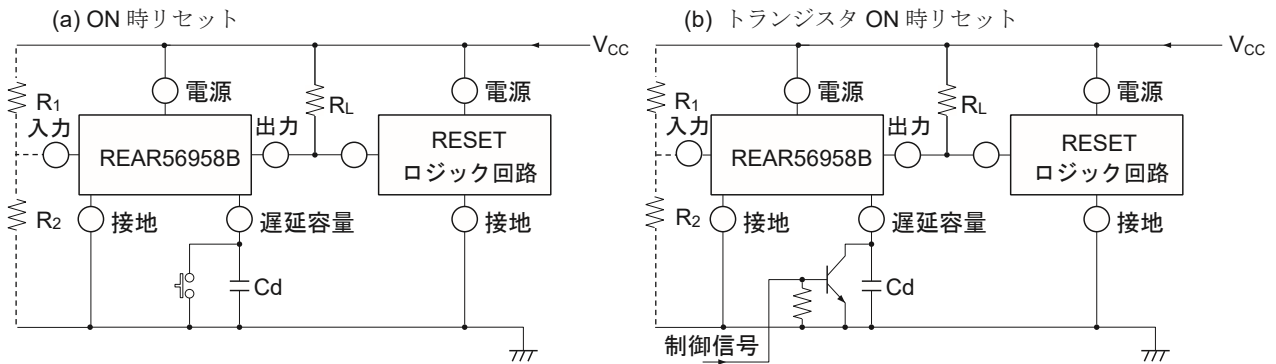 (a) ON 時リセット
VCC
R1
電源
RL
電源
入力
REAR56958B
出力
RESET
ロジック回路
R2
接地
遅延容量
接地
Cd
(b) トランジスタ ON 時リセット
VCC
R1
電源
RL
電源
入力
REAR56958B
出力
RESET
ロジック回路
R2
接地
遅延容量
接地
Cd
制御信号